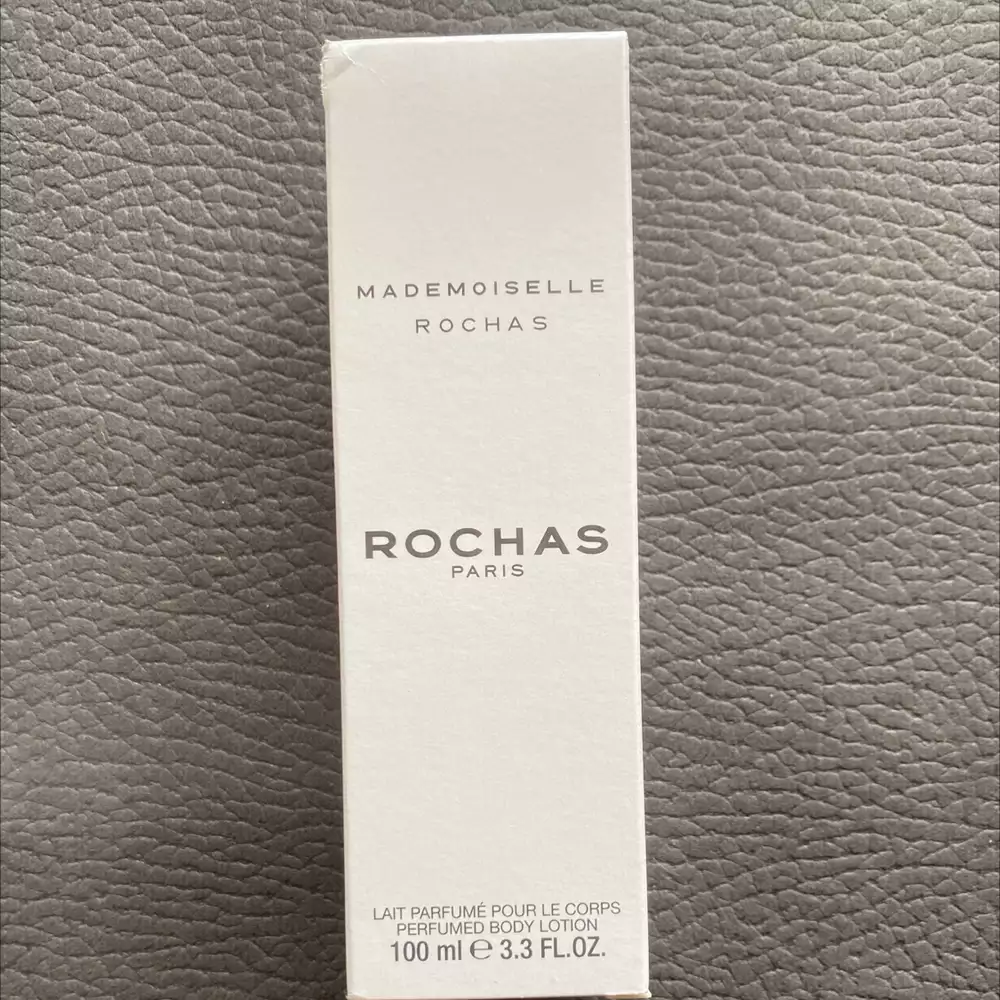 MADEMOISELLE
ROCHAS
ROCHAS
PARIS
LAIT PARFUMÉ POUR LE CORPS
PERFUMED BODY LOTION
100 ml ℮ 3.3 FL.OZ.